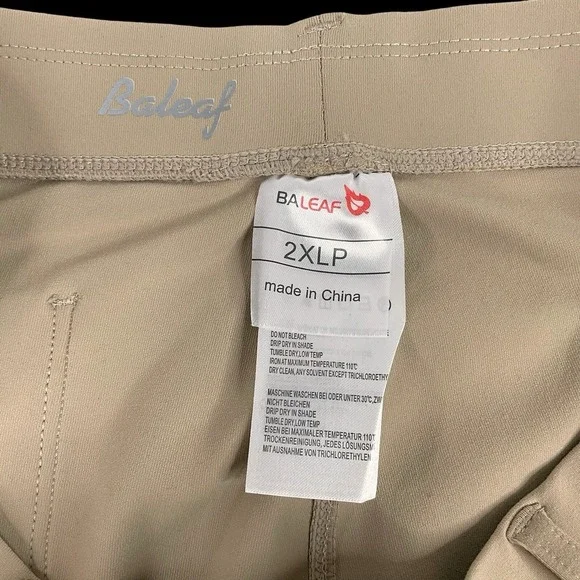 Baleaf
BALEAF
2XLP
made in China
DO NOT BLEACH
DRIP DRY IN SHADE
TUMBLE DRY,LOW TEMP
IRON AT MAXIMUM TEMPERATURE 110℃
DRY CLEAN, ANY SOLVENT EXCEPT TRICHLOROETHY
MASCHINE WASCHEN BEI ODER UNTER 30℃,ZW
NICHT BLEICHEN
DRIP DRY IN SHADE
TUMBLE DRY,LOW TEMP
EISEN BEI MAXIMALER TEMPERATUR 110
TROCKENREINIGUNG, JEDES LÖSUNGSM
MIT AUSNAHME VON TRICHLORETHYLEN